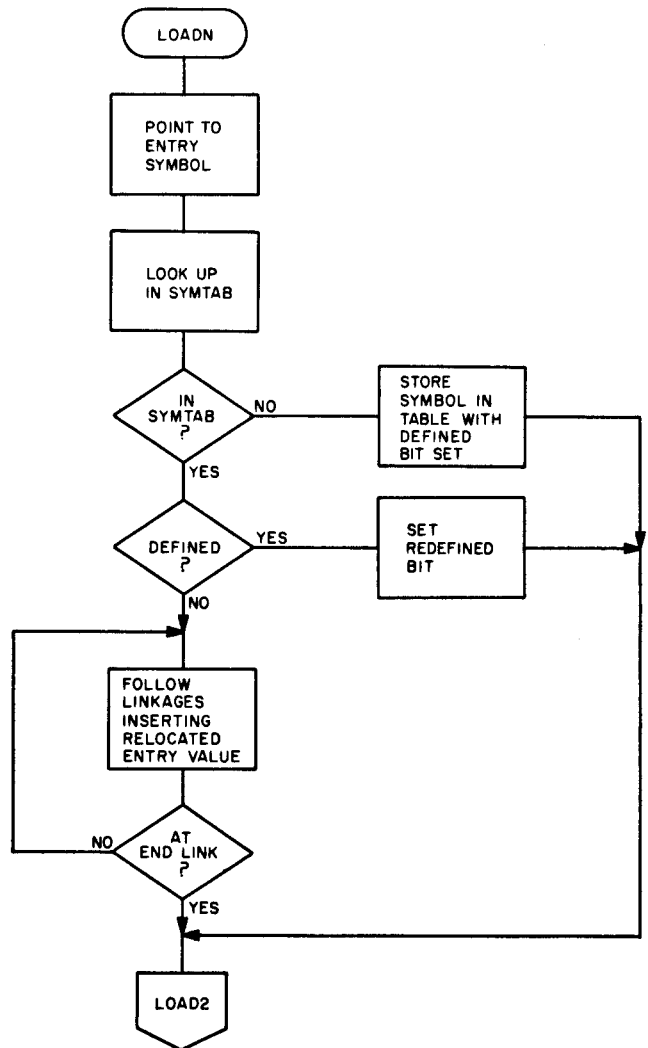 LOADN
POINT TO
ENTRY
SYMBOL
LOOK UP
IN SYMTAB
IN
SYMTAB
?
NO
YES
STORE
SYMBOL IN
TABLE WITH
DEFINED
BIT SET
DEFINED
?
YES
NO
SET
REDEFINED
BIT
FOLLOW
LINKAGES
INSERTING
RELOCATED
ENTRY VALUE
AT
END LINK
?
NO
YES
LOAD2